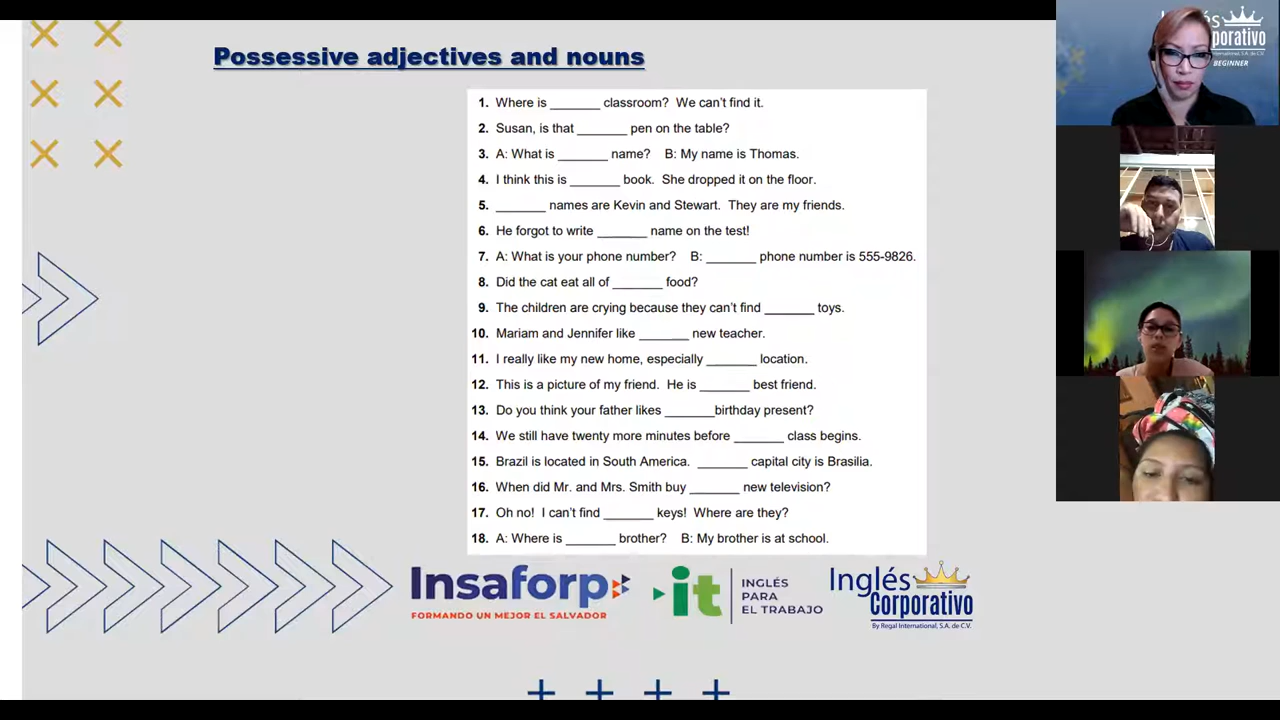 Possessive adjectives and nouns
1. Where is _______ classroom? We can't find it.
2. Susan, is that _______ pen on the table?
3. A: What is _______ name? B: My name is Thomas.
4. I think this is _______ book. She dropped it on the floor.
5. _______ names are Kevin and Stewart. They are my friends.
6. He forgot to write _______ name on the test!
7. A: What is your phone number? B: _______ phone number is 555-9826.
8. Did the cat eat all of _______ food?
9. The children are crying because they can't find _______ toys.
10. Mariam and Jennifer like _______ new teacher.
11. I really like my new home, especially _______ location.
12. This is a picture of my friend. He is _______ best friend.
13. Do you think your father likes _______birthday present?
14. We still have twenty more minutes before _______ class begins.
15. Brazil is located in South America. _______ capital city is Brasilia.
16. When did Mr. and Mrs. Smith buy _______ new television?
17. Oh no! I can't find _______ keys! Where are they?
18. A: Where is _______ brother? B: My brother is at school.
Insaforp
FORMANDO UN MEJOR EL SALVADOR
it
INGLÉS
PARA
EL TRABAJO
Inglés
Corporativo
By Regal International, S.A. de C.V.
BEGINNER